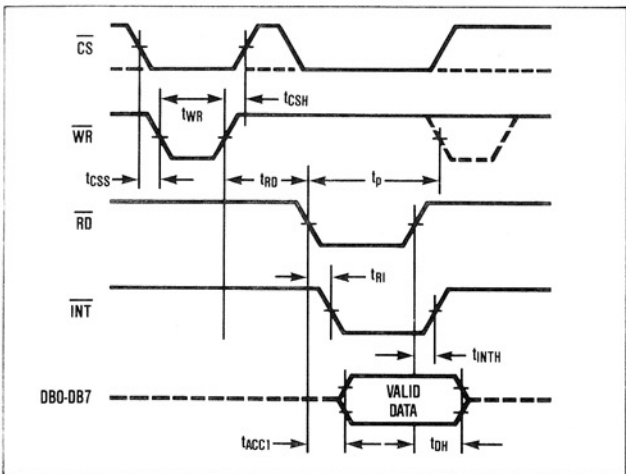 CS
tWR
tCSH
WR
tCSS
tRD
tP
RD
tRI
INT
tINTH
DB0-DB7
VALID
DATA
tACC1
tDH